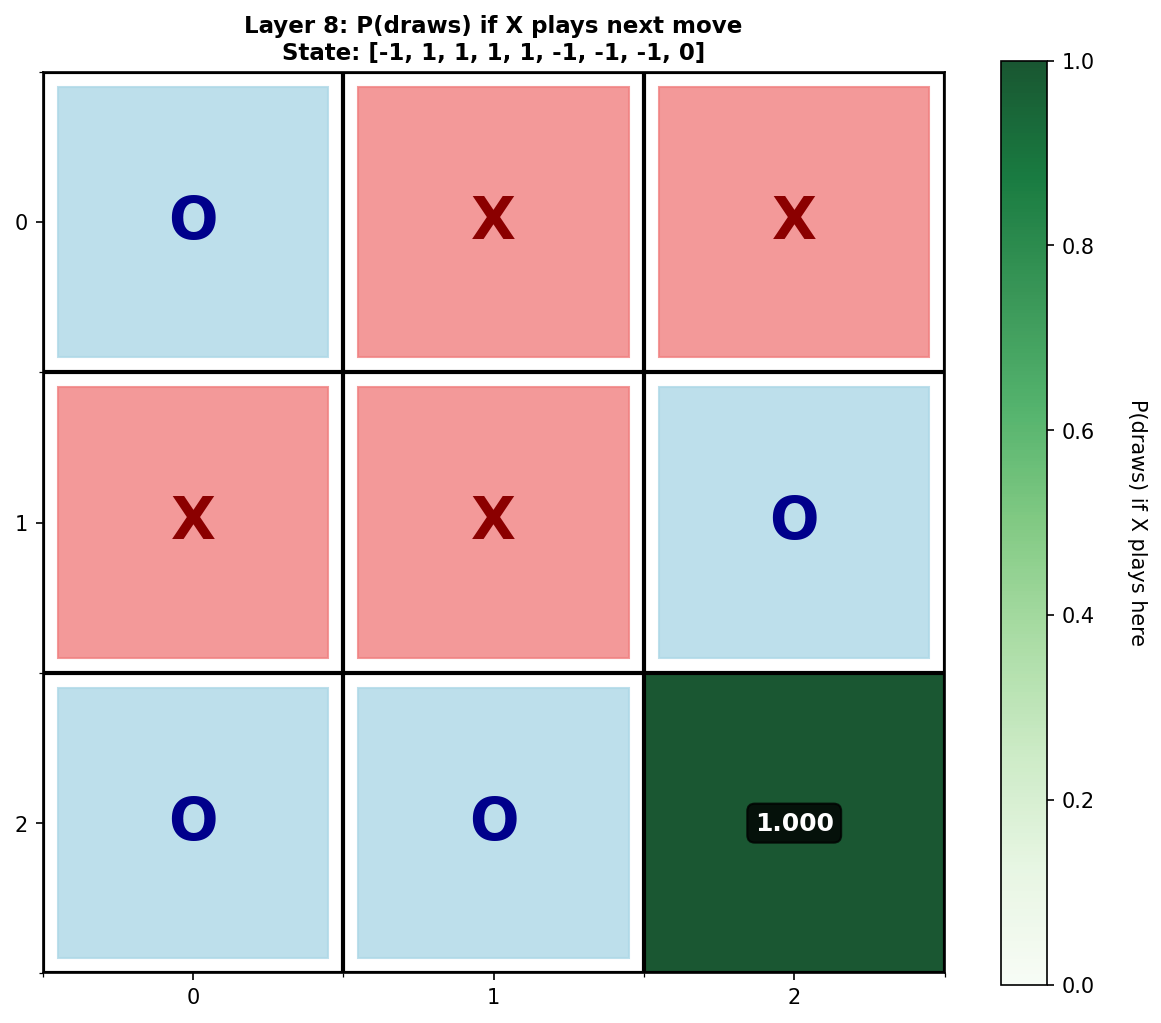 Layer 8: P(draws) if X plays next move
State: [-1, 1, 1, 1, 1, -1, -1, -1, 0]
O X X
X X O
O O 1.000
0
1
2
0 1 2
1.0
0.8
0.6
0.4
0.2
0.0
P(draws) if X plays here